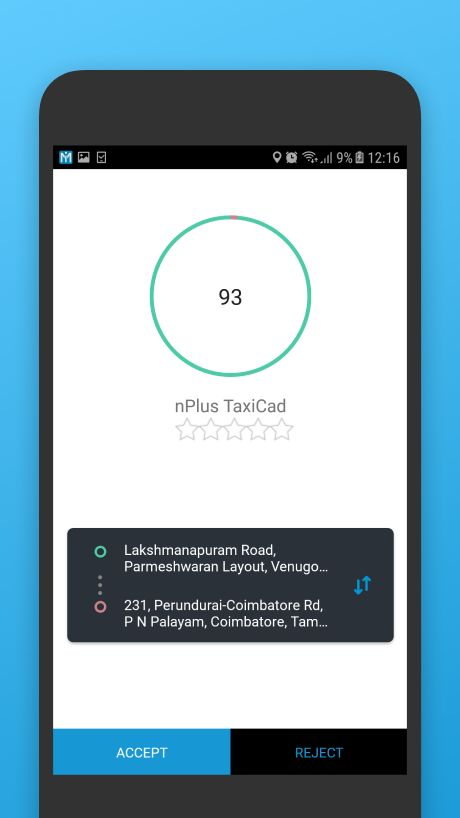 9% 12:16
93
nPlus TaxiCad
Lakshmanapuram Road,
Parmeshwaran Layout, Venugo...
231, Perundurai-Coimbatore Rd,
P N Palayam, Coimbatore, Tam...
ACCEPT
REJECT